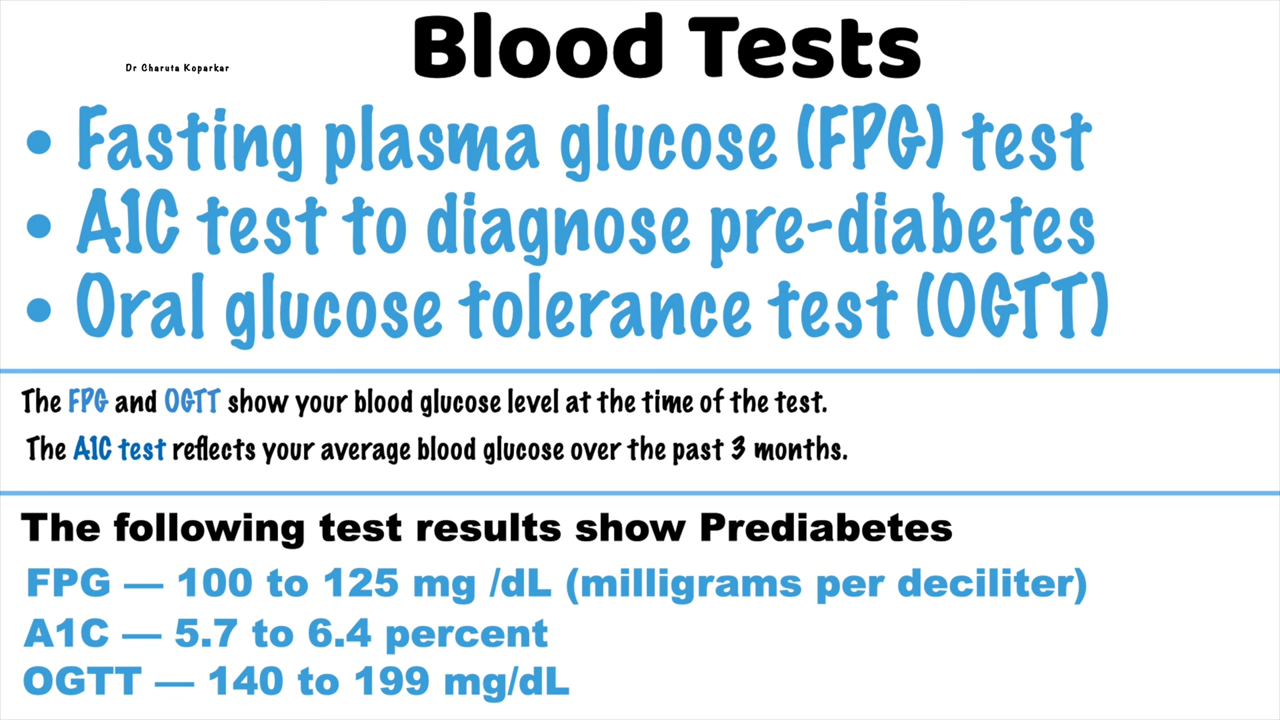 Blood Tests
Dr Charuta Koparkar
• Fasting plasma glucose (FPG) test
• A1C test to diagnose pre-diabetes
• Oral glucose tolerance test (OGTT)
The FPG and OGTT show your blood glucose level at the time of the test.
The A1C test reflects your average blood glucose over the past 3 months.
The following test results show Prediabetes
FPG — 100 to 125 mg /dL (milligrams per deciliter)
A1C — 5.7 to 6.4 percent
OGTT — 140 to 199 mg/dL